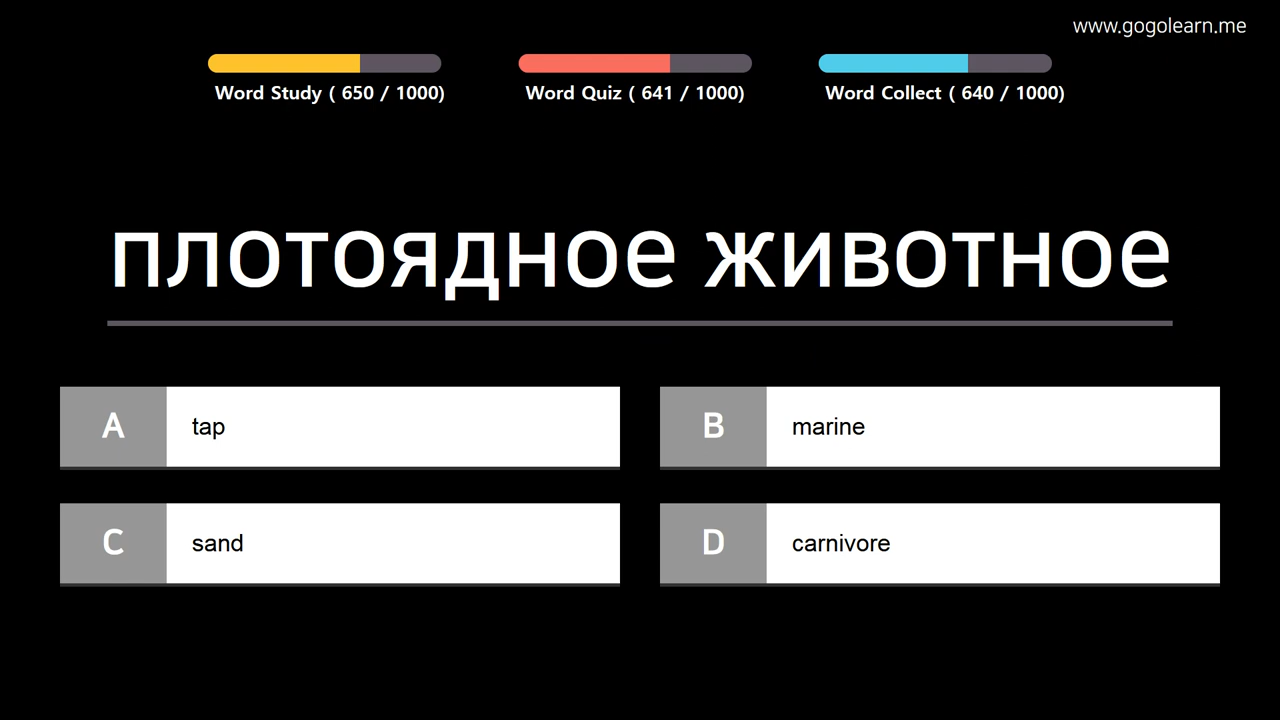 www.gogolearn.me
Word Study ( 650 / 1000)
Word Quiz ( 641 / 1000)
Word Collect ( 640 / 1000)
плотоядное животное
A tap
B marine
C sand
D carnivore